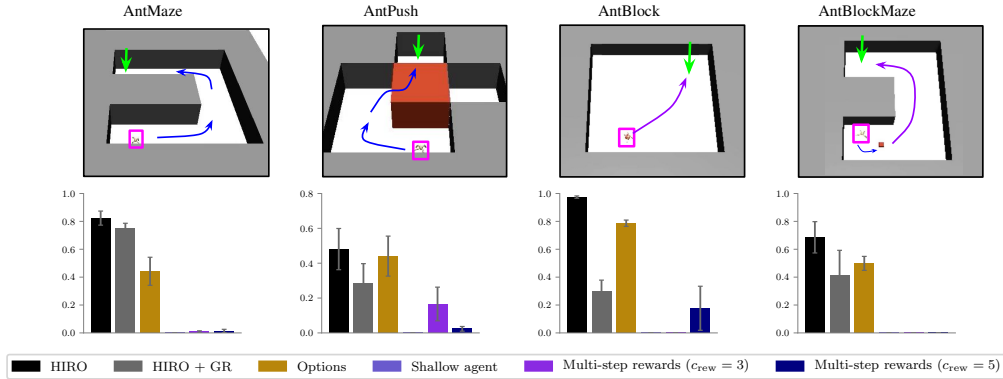 AntMaze AntPush AntBlock AntBlockMaze
1.0 0.8 0.6 0.4 0.2 0.0
0.8 0.6 0.4 0.2 0.0
1.0 0.8 0.6 0.4 0.2 0.0
1.0 0.8 0.6 0.4 0.2 0.0
HIRO HIRO + GR Options Shallow agent Multi-step rewards (c_rew = 3) Multi-step rewards (c_rew = 5)